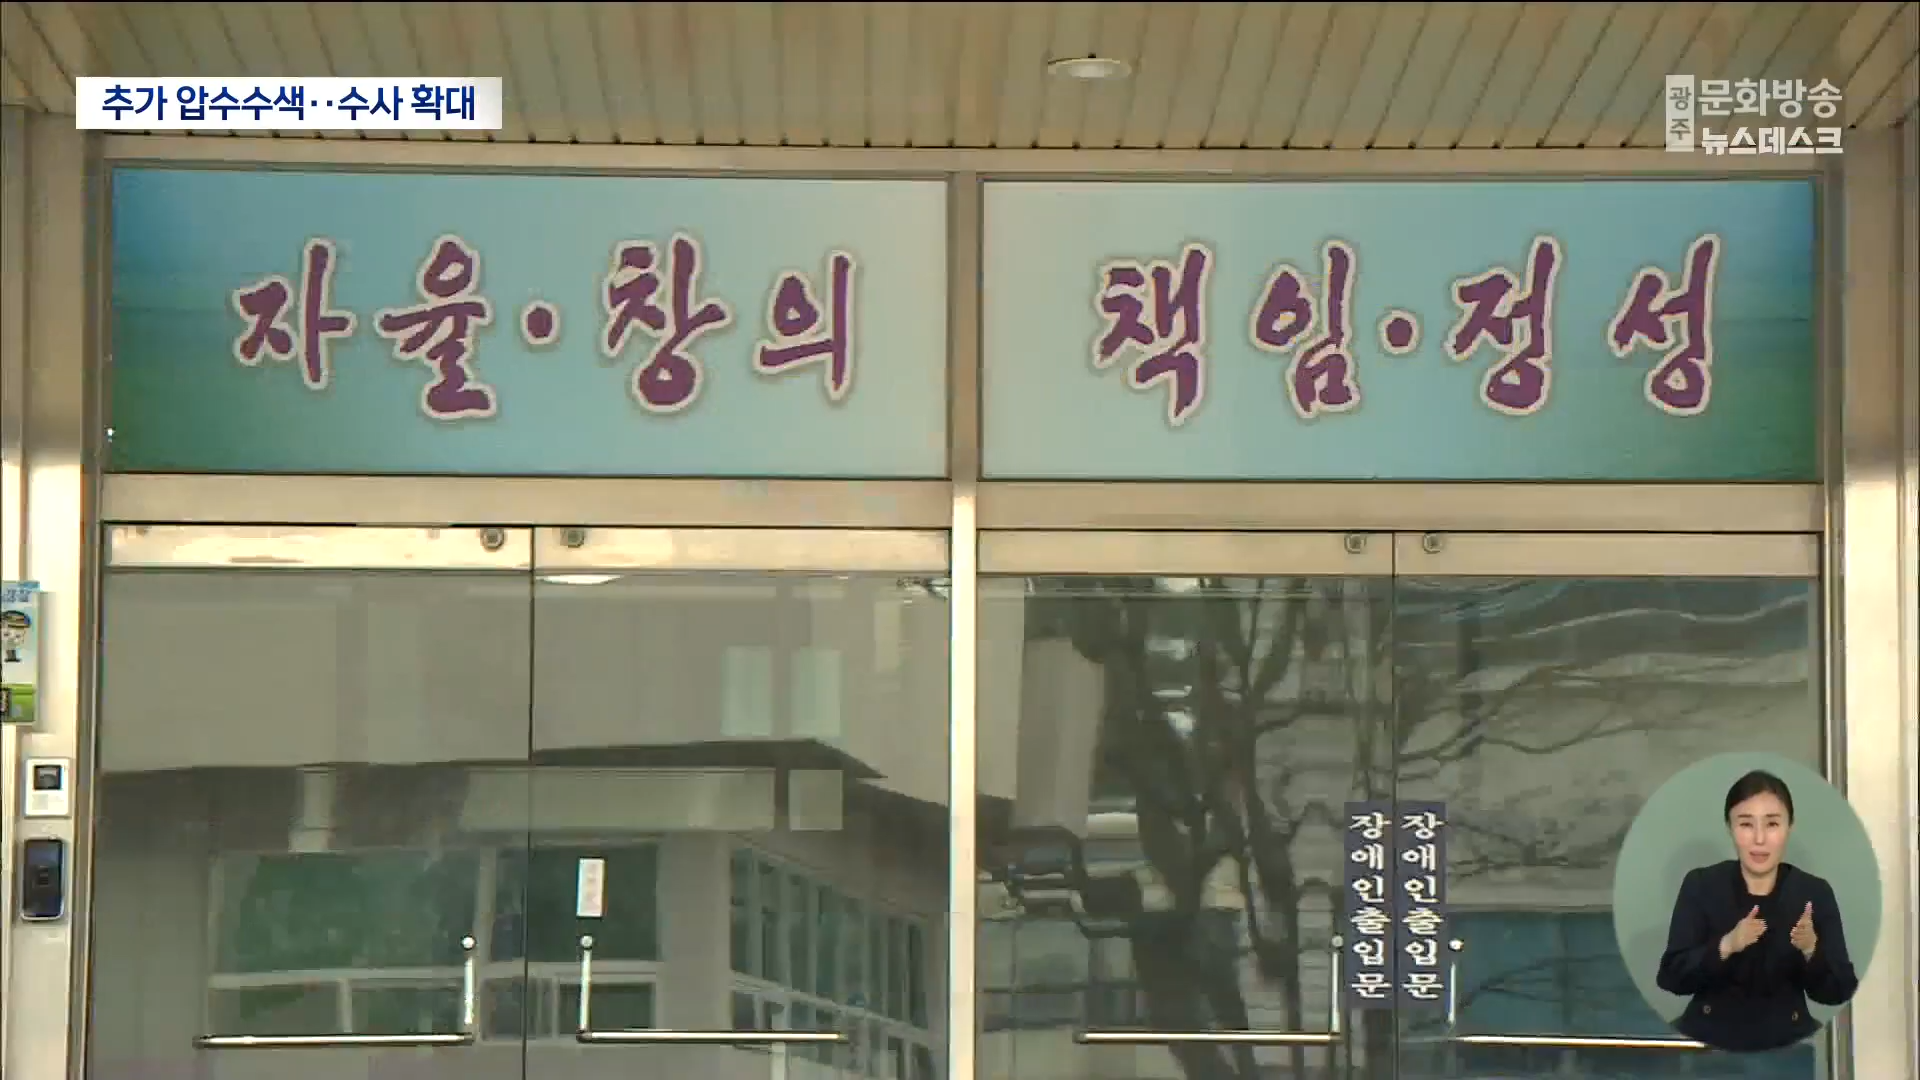 추가 압수수색‥수사 확대
광주
문화방송
뉴스데스크
자율·창의
책임·정성
장애인출입문
장애인출입문